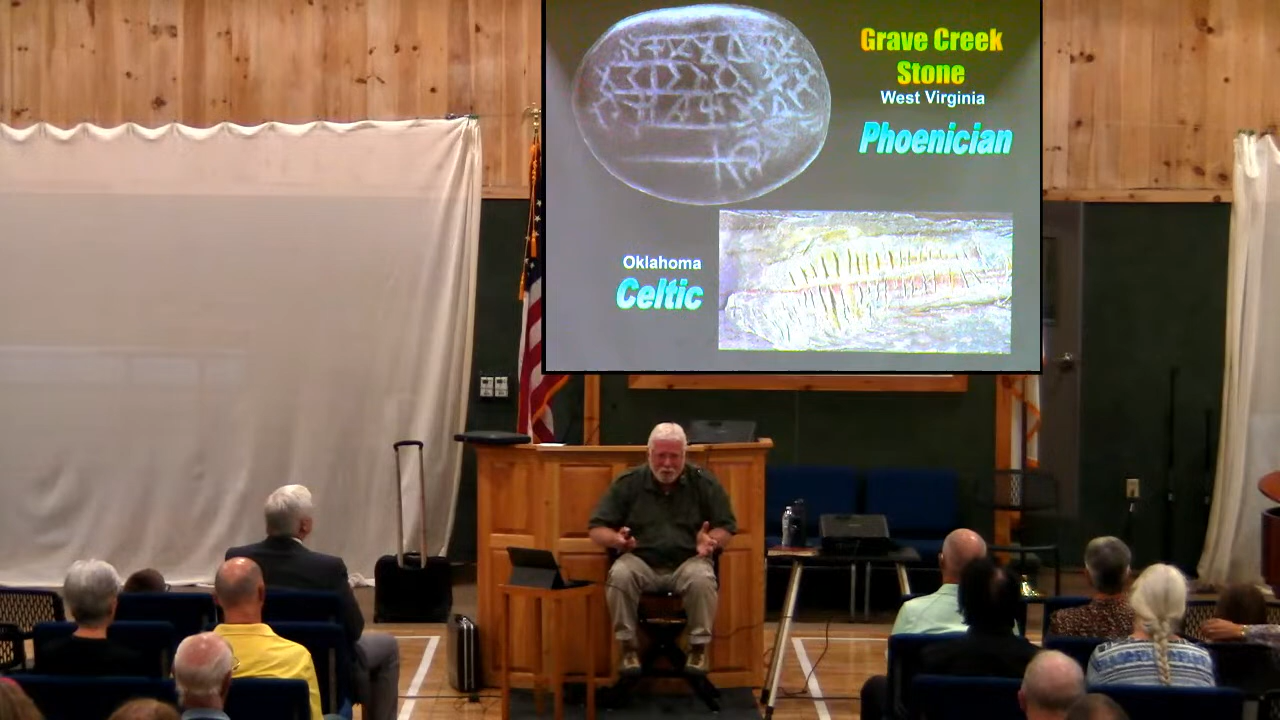 Grave Creek
Stone
West Virginia
Phoenician
Oklahoma
Celtic